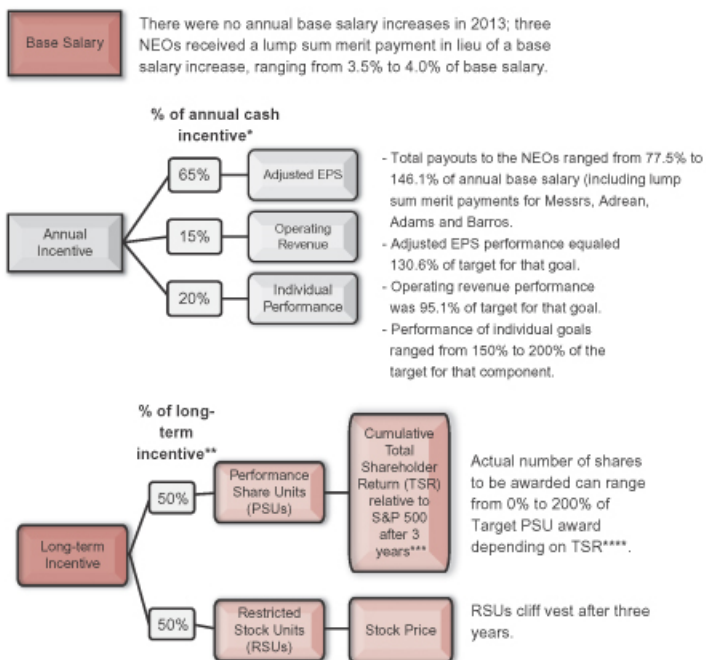 Base Salary
There were no annual base salary increases in 2013; three
NEOs received a lump sum merit payment in lieu of a base
salary increase, ranging from 3.5% to 4.0% of base salary.
% of annual cash
incentive*
Annual
Incentive
65%
Adjusted EPS
15%
Operating
Revenue
20%
Individual
Performance
- Total payouts to the NEOs ranged from 77.5% to
146.1% of annual base salary (including lump
sum merit payments for Messrs, Adrean,
Adams and Barros.
- Adjusted EPS performance equaled
130.6% of target for that goal.
- Operating revenue performance
was 95.1% of target for that goal.
- Performance of individual goals
ranged from 150% to 200% of the
target for that component.
% of long-
term
incentive**
Long-term
Incentive
50%
Performance
Share Units
(PSUs)
Cumulative
Total
Shareholder
Return (TSR)
relative to
S&P 500
after 3
years***
Actual number of shares
to be awarded can range
from 0% to 200% of
Target PSU award
depending on TSR****.
50%
Restricted
Stock Units
(RSUs)
Stock Price
RSUs cliff vest after three
years.